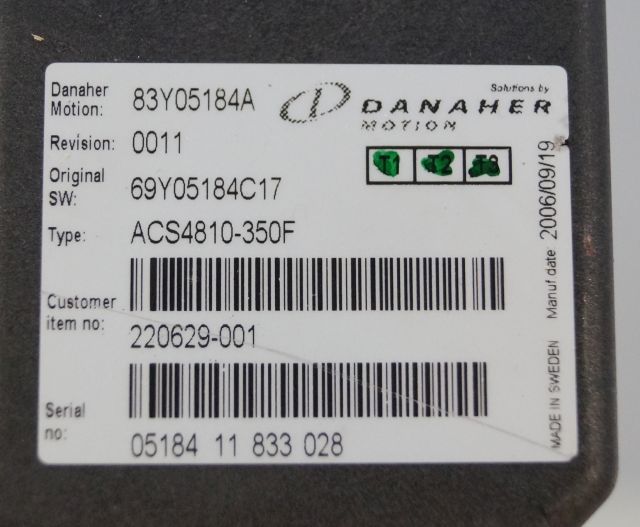 Danaher Motion: 83Y05184A
Solutions by
DANAHER
MOTION
Revision: 0011
T1 T2 T3
Original SW: 69Y05184C17
Type: ACS4810-350F
Customer item no: 220629-001
Serial no: 05184 11 833 028
MADE IN SWEDEN Manuf date: 2006/09/19